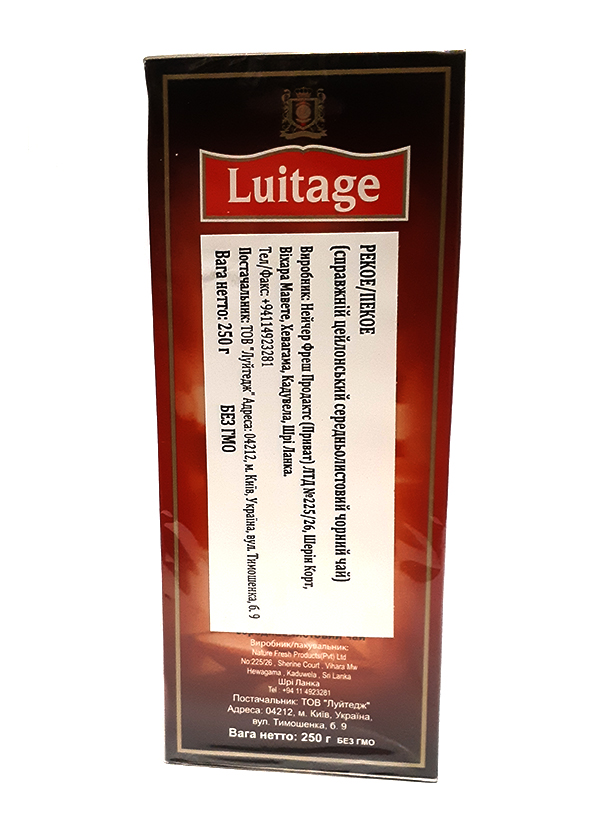 Luitage
PEKOE/ПЕКОЕ
(справжній цейлонський середньолистовий чорний чай)
Виробник: Нейчер Фреш Продактс (Приват) ЛТД №225/26, Шерін Корт,
Віхара Мавете, Хевагама, Кадувела, Шрі Ланка.
Тел/Факс: +94114923281
Постачальник: ТОВ "Луйтедж" Адреса: 04212, м. Київ, Україна, вул. Тимошенка, б. 9
Вага нетто: 250 г БЕЗ ГМО
Виробник/пакувальник:
Nature Fresh Products(Pvt) Ltd
No:225/26 , Sherine Court , Vihara Mw
Hewagama , Kaduwela , Sri Lanka
Шрі Ланка
Tel : +94 11 4923281
Постачальник: ТОВ "Луйтедж"
Адреса: 04212, м. Київ, Україна,
вул. Тимошенка, б. 9
Вага нетто: 250 г БЕЗ ГМО